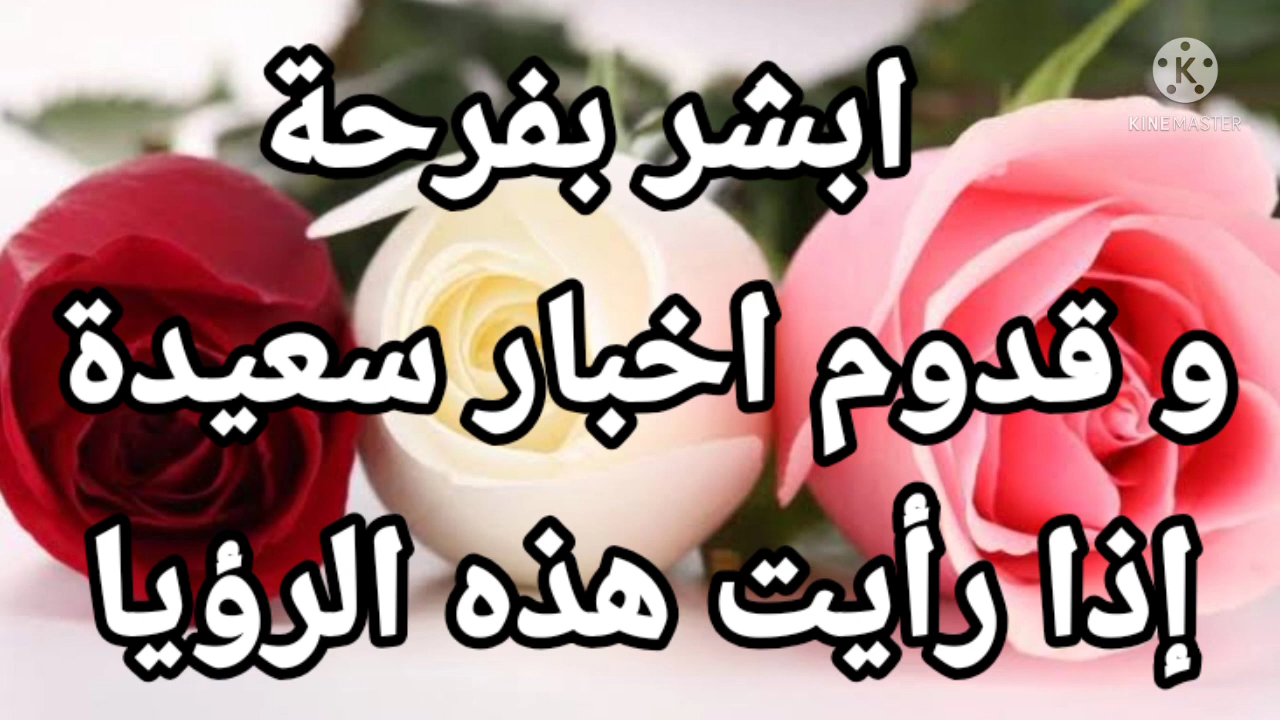 ابشر بفرحة
و قدوم اخبار سعيدة
إذا رأيت هذه الرؤيا
KINEMASTER